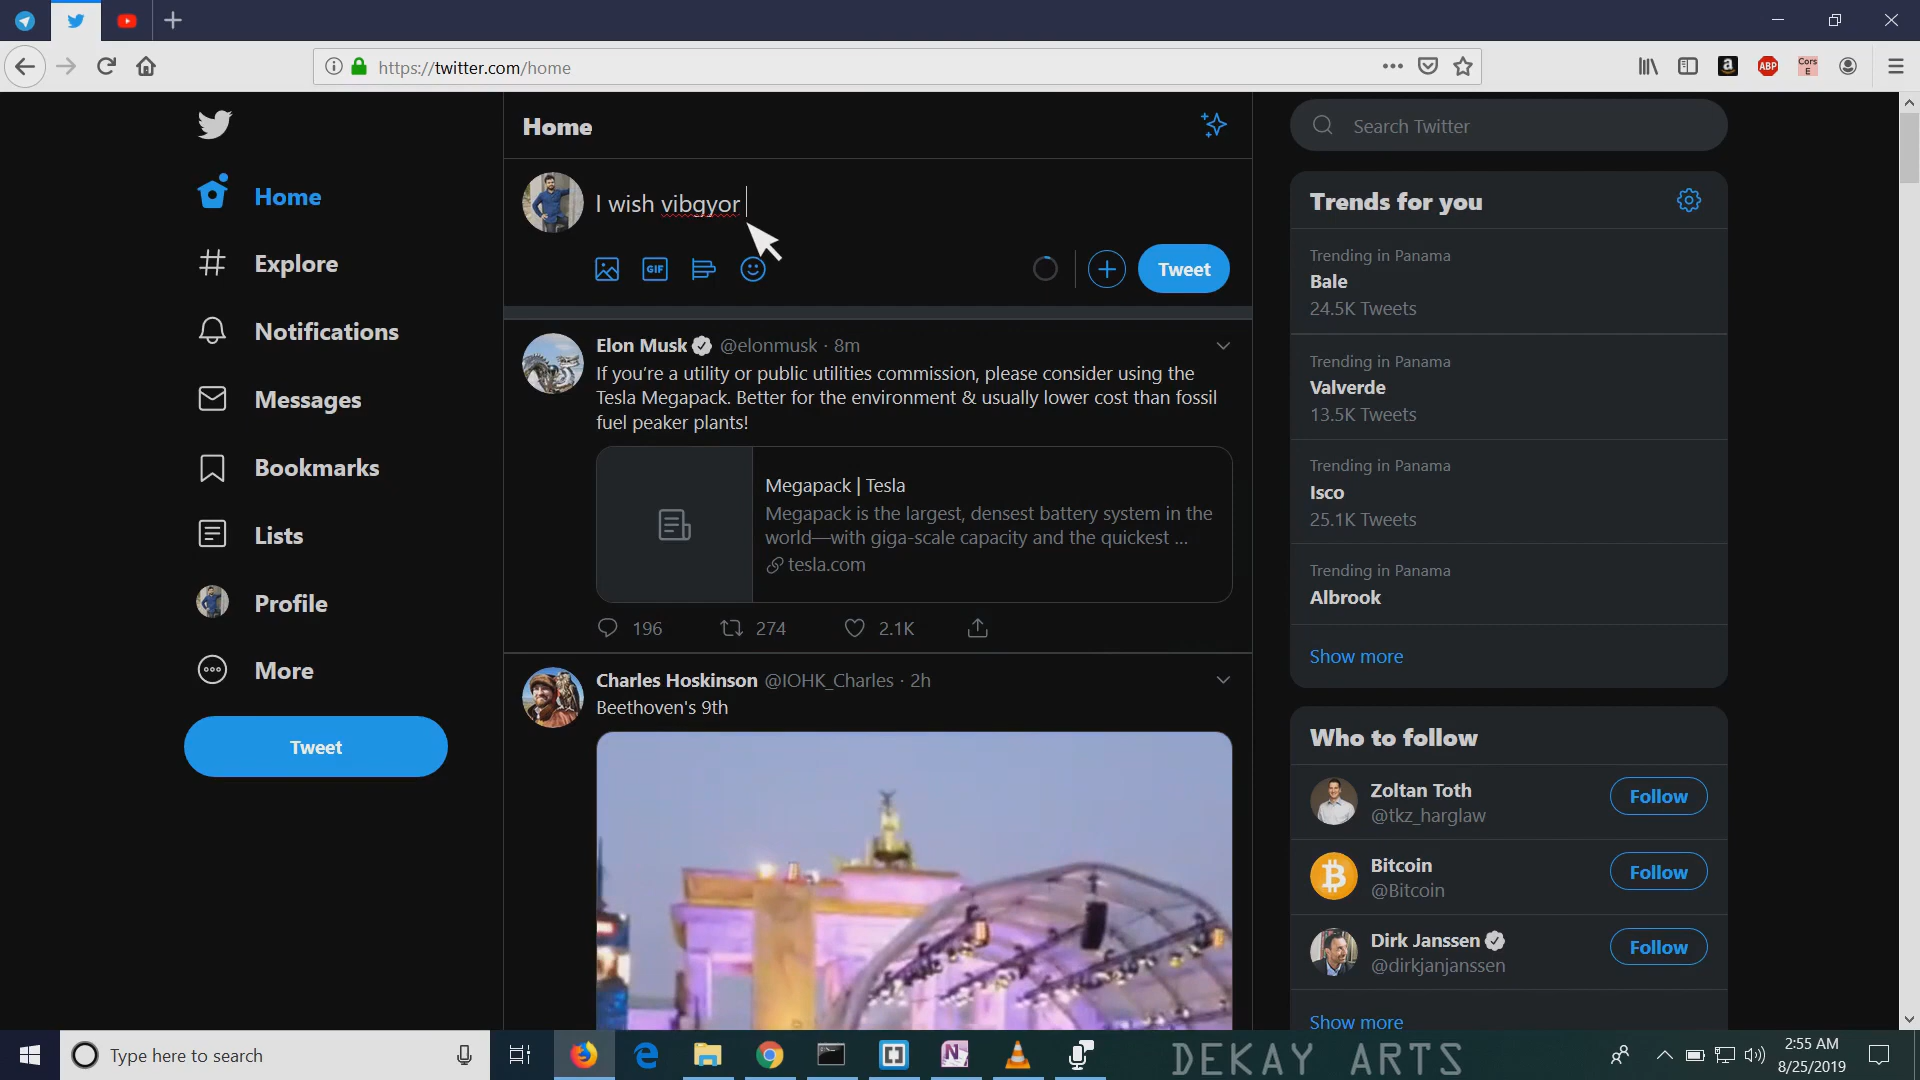 https://twitter.com/home
ABP
Cors
E
Home
Explore
Notifications
Messages
Bookmarks
Lists
Profile
More
Tweet
Home
I wish vibgyor
GIF
Tweet
Elon Musk @elonmusk · 8m
If you're a utility or public utilities commission, please consider using the
Tesla Megapack. Better for the environment & usually lower cost than fossil
fuel peaker plants!
Megapack | Tesla
Megapack is the largest, densest battery system in the
world—with giga-scale capacity and the quickest ...
tesla.com
196 274 2.1K
Charles Hoskinson @IOHK_Charles · 2h
Beethoven's 9th
Search Twitter
Trends for you
Trending in Panama
Bale
24.5K Tweets
Trending in Panama
Valverde
13.5K Tweets
Trending in Panama
Isco
25.1K Tweets
Trending in Panama
Albrook
Show more
Who to follow
Zoltan Toth
@tkz_harglaw
Follow
Bitcoin
@Bitcoin
Follow
Dirk Janssen
@dirkjanjanssen
Follow
Show more
Type here to search
DEKAY ARTS
2:55 AM
8/25/2019